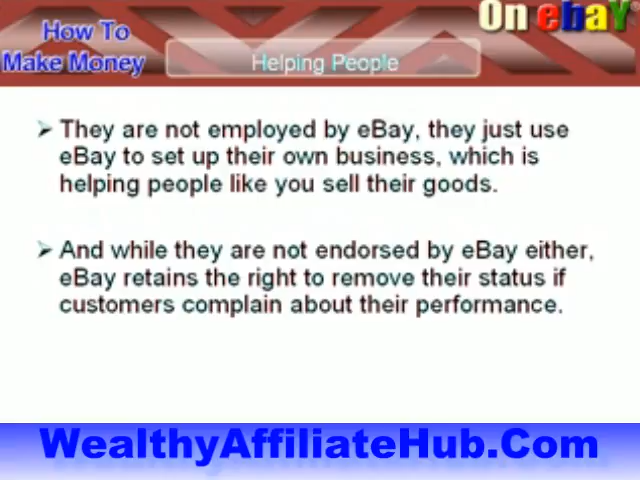 How To
Make Money
On ebay
Helping People
They are not employed by eBay, they just use
eBay to set up their own business, which is
helping people like you sell their goods.
And while they are not endorsed by eBay either,
eBay retains the right to remove their status if
customers complain about their performance.
WealthyAffiliateHub.Com